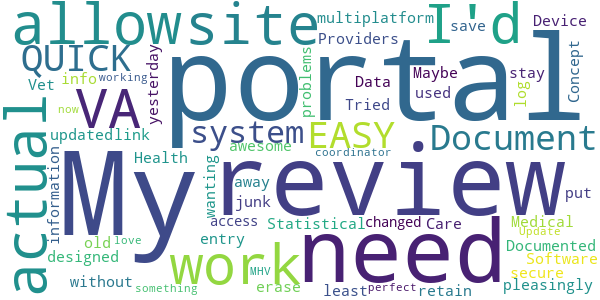 allowsite I'd multiplatform save Device
QUICK Providers Concept
portal
Vet info working yesterday problems Data Maybe used stay log
actual VA now
updatedlink system EASY Tried Document
awesome coordinator
information Health My review
wanting away junk access
Statistical changed Care put
old entry need Medical Update
designed work MHV Documented Software
without love erase secure
something least perfect retain pleasingly